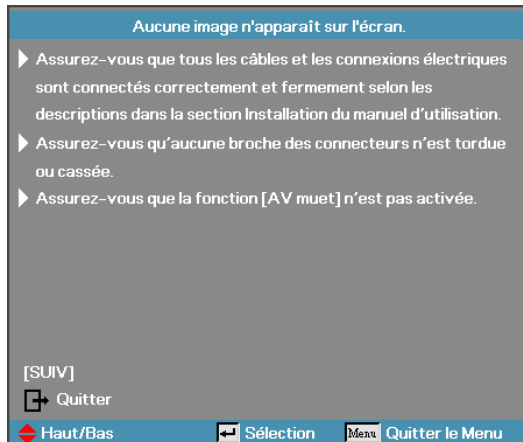 Aucune image n'apparaît sur l'écran.
Assurez-vous que tous les câbles et les connexions électriques
sont connectés correctement et fermement selon les
descriptions dans la section Installation du manuel d'utilisation.
Assurez-vous qu'aucune broche des connecteurs n'est tordue
ou cassée.
Assurez-vous que la fonction [AV muet] n'est pas activée.
[SUIV]
Quitter
Haut/Bas Sélection Menu Quitter le Menu